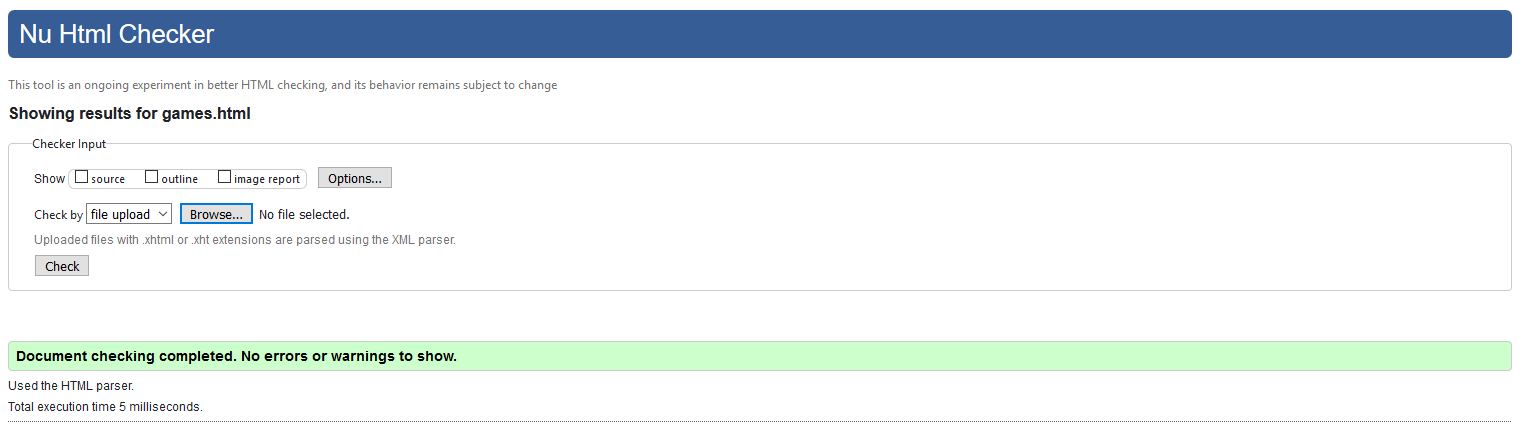 Nu Html Checker
This tool is an ongoing experiment in better HTML checking, and its behavior remains subject to change
Showing results for games.html
Checker Input
Show source outline image report Options...
Check by file upload Browse... No file selected.
Uploaded files with .xhtml or .xht extensions are parsed using the XML parser.
Check
Document checking completed. No errors or warnings to show.
Used the HTML parser.
Total execution time 5 milliseconds.